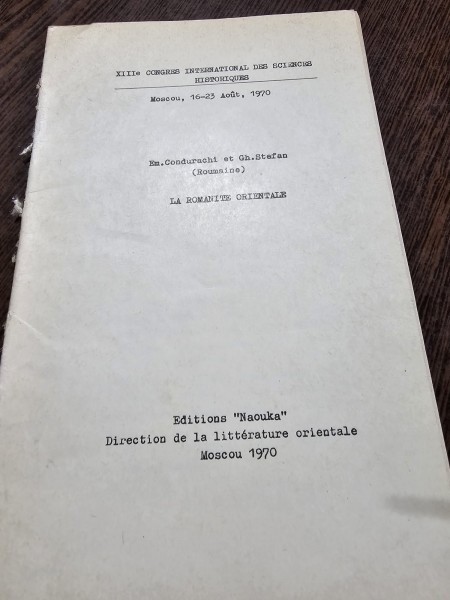 XIIIe CONGRES INTERNATIONAL DES SCIENCES
HISTORIQUES
Moscou, 16-23 Août, 1970
Em.Condurachi et Gh.Stefan
(Roumaine)
LA ROMANITE ORIENTALE
Editions "Naouka"
Direction de la littérature orientale
Moscou 1970